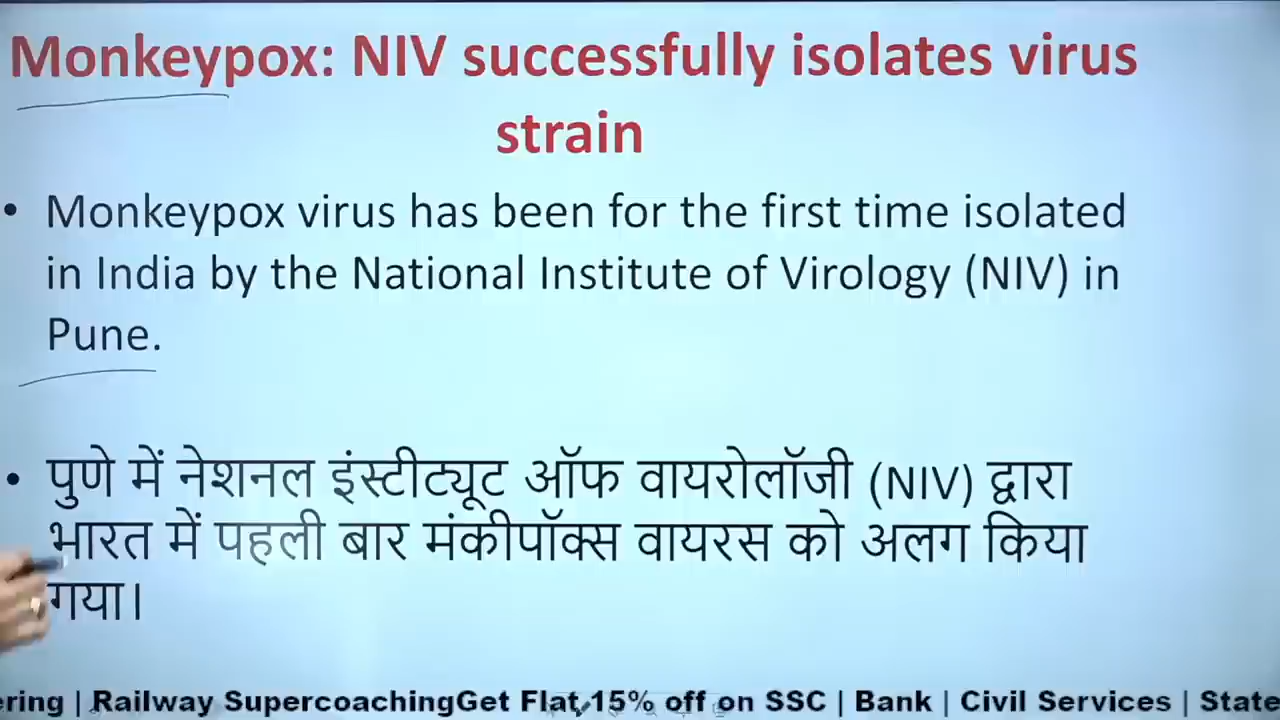 Monkeypox: NIV successfully isolates virus
strain
• Monkeypox virus has been for the first time isolated
in India by the National Institute of Virology (NIV) in
Pune.
• पुणे में नेशनल इंस्टीट्यूट ऑफ वायरोलॉजी (NIV) द्वारा
भारत में पहली बार मंकीपॉक्स वायरस को अलग किया
गया।
ering | Railway SupercoachingGet Flat 15% off on SSC | Bank | Civil Services | State